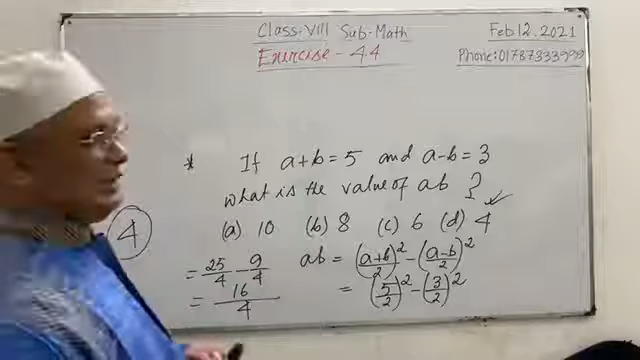 Class-VIII Sub-Math
Exercise - 4.4
Feb 12, 2021
Phone: 01787333999
* If a+b=5 and a-b=3
what is the value of ab ?
(a) 10 (b) 8 (c) 6 (d) 4 ✓
ab = (a+b/2)² - (a-b/2)²
= (5/2)² - (3/2)²
= 25/4 - 9/4
= 16/4
4